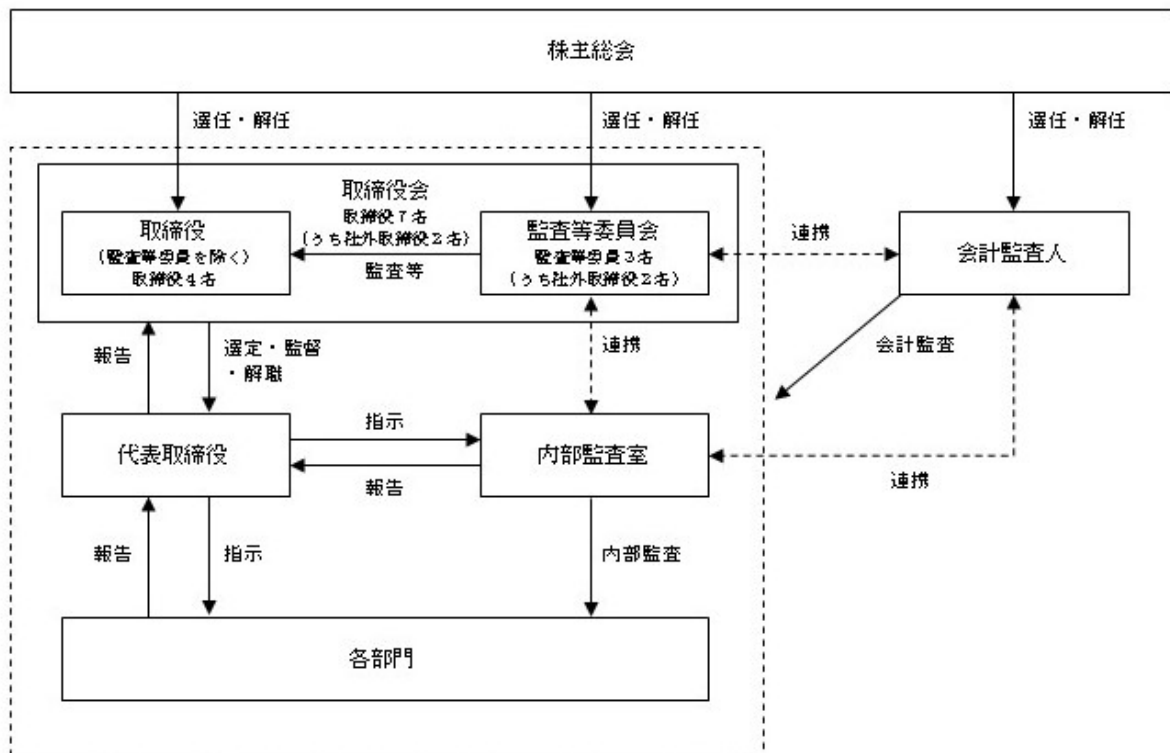 株主総会
選任・解任
選任・解任
選任・解任
取締役会
取締役7名
(うち社外取締役2名)
取締役
(監査等委員を除く)
取締役4名
監査等
監査等委員会
監査等委員3名
(うち社外取締役2名)
連携
会計監査人
報告
選定・監督
・解職
連携
会計監査
代表取締役
指示
報告
内部監査室
連携
報告
指示
内部監査
各部門